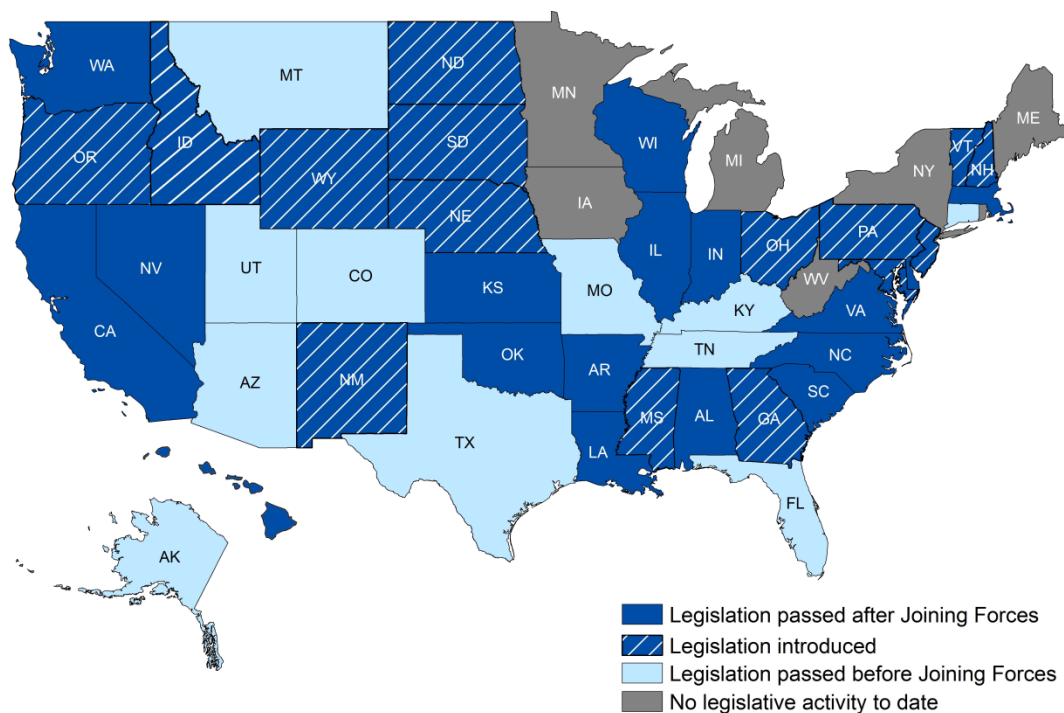 WA
MT
ND
MN
ME
OR
ID
SD
WI
MI
VT
NH
NY
WY
NE
IA
PA
OH
NV
UT
CO
IL
IN
WV
KS
MO
KY
VA
CA
TN
NC
AZ
NM
OK
AR
SC
MS
AL
GA
TX
LA
FL
AK
Legislation passed after Joining Forces
Legislation introduced
Legislation passed before Joining Forces
No legislative activity to date